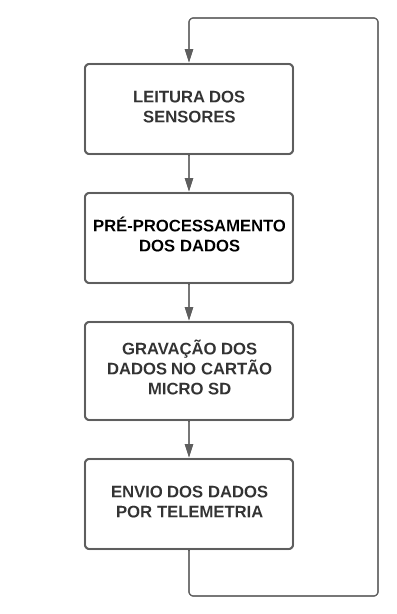 LEITURA DOS
SENSORES
PRÉ-PROCESSAMENTO
DOS DADOS
GRAVAÇÃO DOS
DADOS NO CARTÃO
MICRO SD
ENVIO DOS DADOS
POR TELEMETRIA